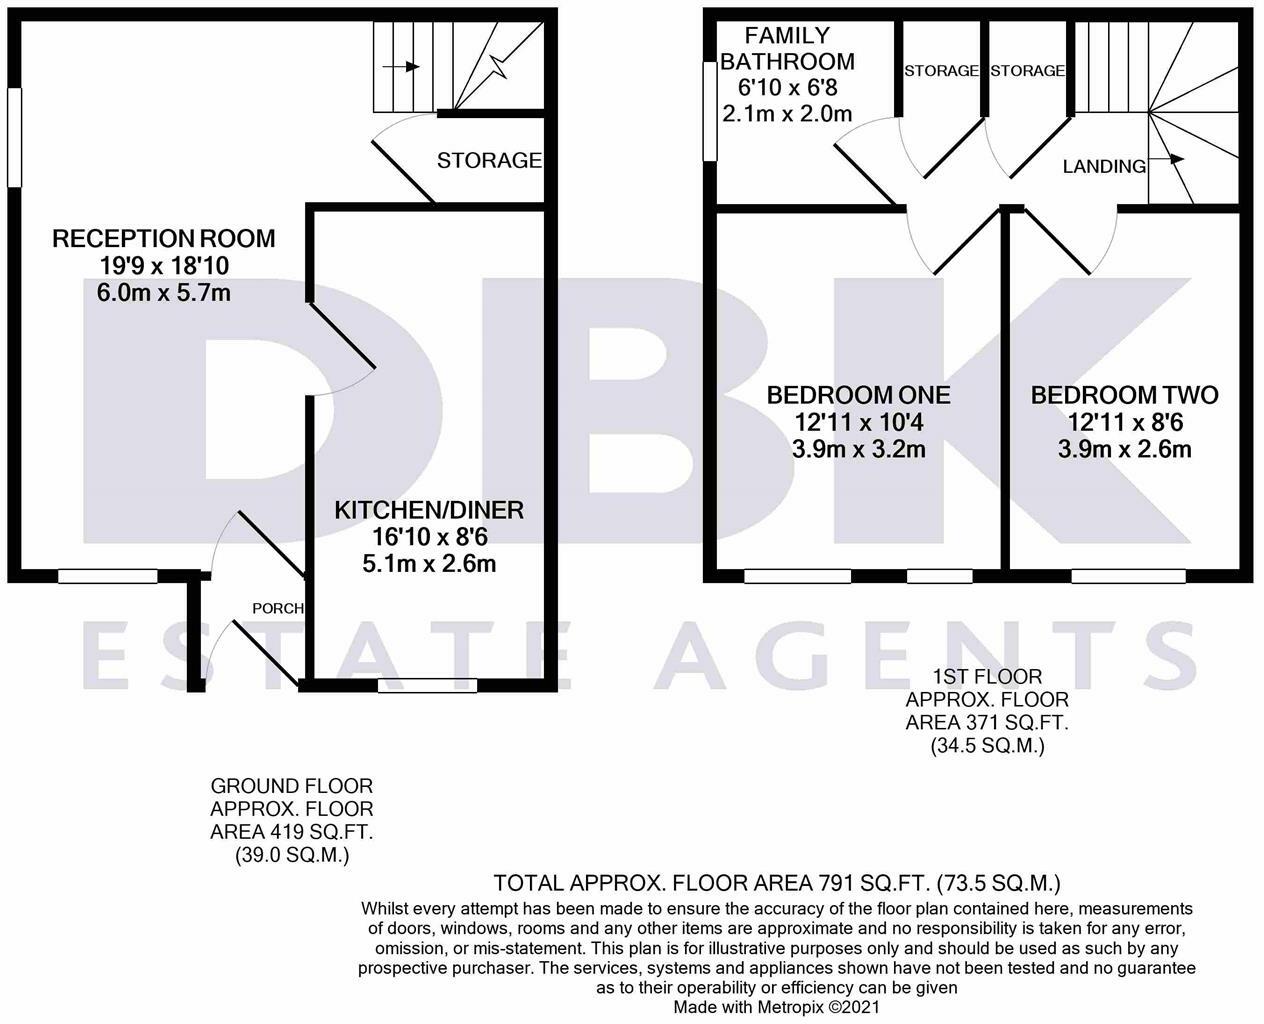 FAMILY
BATHROOM
6'10 x 6'8
2.1m x 2.0m
STORAGE
STORAGE
STORAGE
LANDING
RECEPTION ROOM
19'9 x 18'10
6.0m x 5.7m
BEDROOM ONE
12'11 x 10'4
3.9m x 3.2m
BEDROOM TWO
12'11 x 8'6
3.9m x 2.6m
KITCHEN/DINER
16'10 x 8'6
5.1m x 2.6m
PORCH
DBK
ESTATE AGENTS
1ST FLOOR
APPROX. FLOOR
AREA 371 SQ.FT.
(34.5 SQ.M.)
GROUND FLOOR
APPROX. FLOOR
AREA 419 SQ.FT.
(39.0 SQ.M.)
TOTAL APPROX. FLOOR AREA 791 SQ.FT. (73.5 SQ.M.)
Whilst every attempt has been made to ensure the accuracy of the floor plan contained here, measurements
of doors, windows, rooms and any other items are approximate and no responsibility is taken for any error,
omission, or mis-statement. This plan is for illustrative purposes only and should be used as such by any
prospective purchaser. The services, systems and appliances shown have not been tested and no guarantee
as to their operability or efficiency can be given
Made with Metropix ©2021